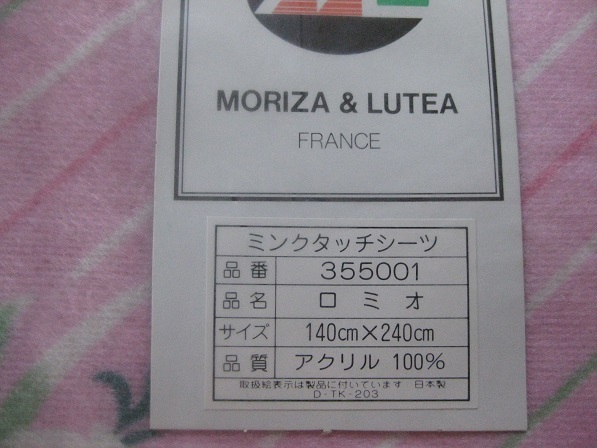 MORIZA & LUTEA
FRANCE
ミンクタッチシーツ
品番 355001
品名 ロミオ
サイズ 140cm×240cm
品質 アクリル 100%
取扱絵表示は製品に付いています 日本製
D-TK-203